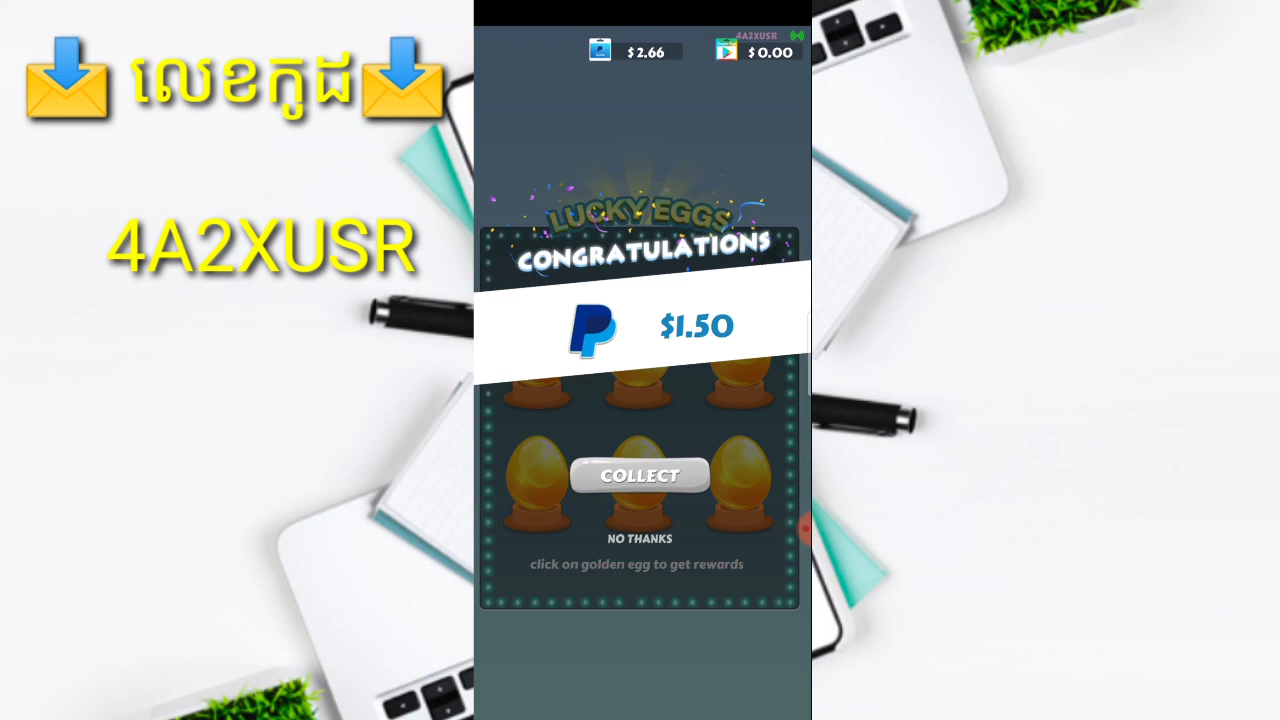 លេខកូដ
4A2XUSR
4A2XUSR
$ 2.66
$ 0.00
LUCKY EGGS
CONGRATULATIONS
$1.50
COLLECT
NO THANKS
click on golden egg to get rewards